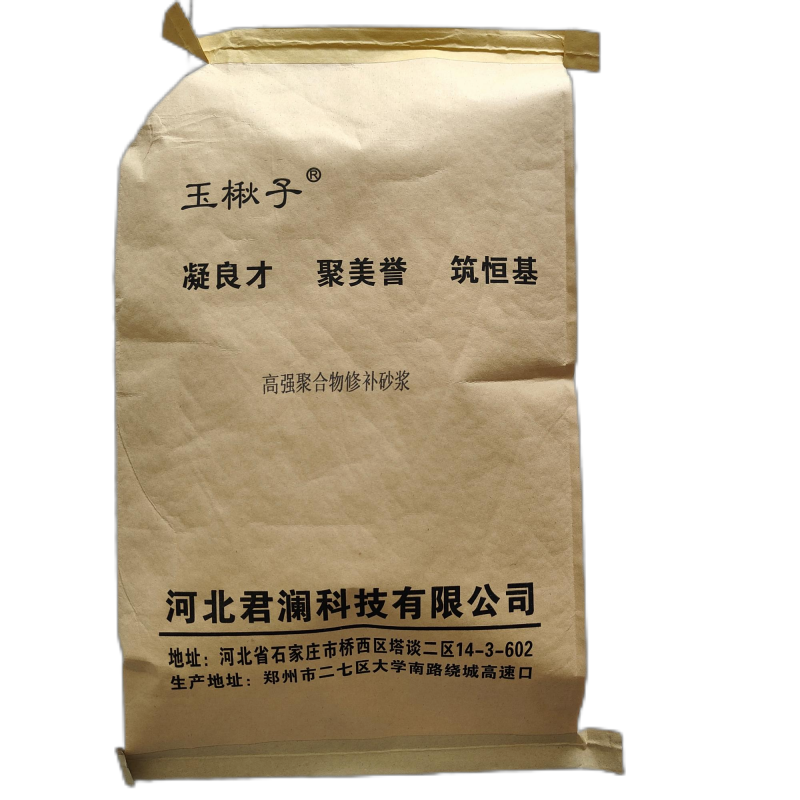 玉楸子®
凝良才 聚美誉 筑恒基
高强聚合物修补砂浆
河北君澜科技有限公司
地址：河北省石家庄市桥西区塔谈二区14-3-602
生产地址：郑州市二七区大学南路绕城高速口